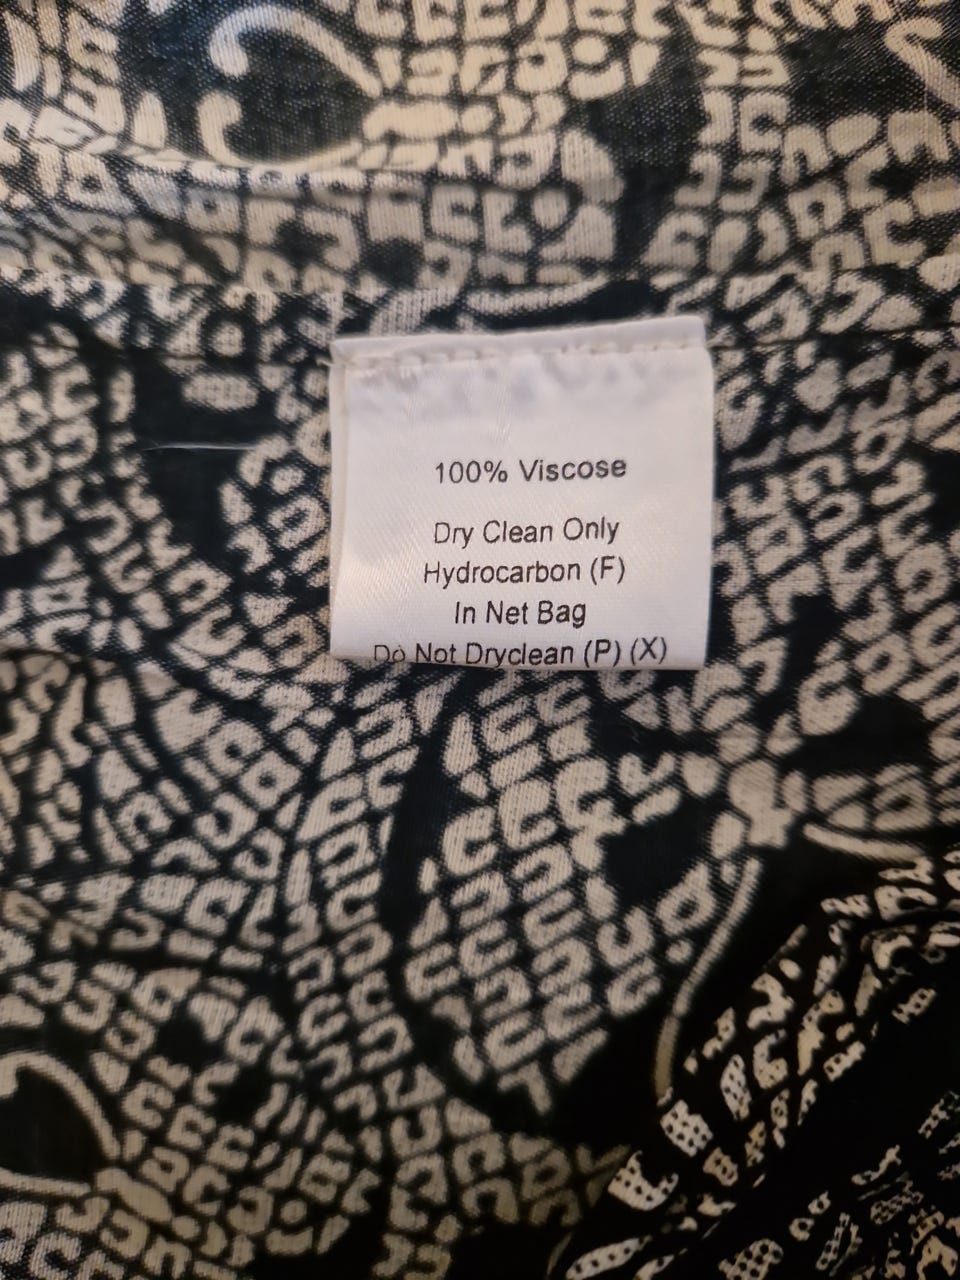 100% Viscose
Dry Clean Only
Hydrocarbon (F)
In Net Bag
Do Not Dryclean (P) (X)